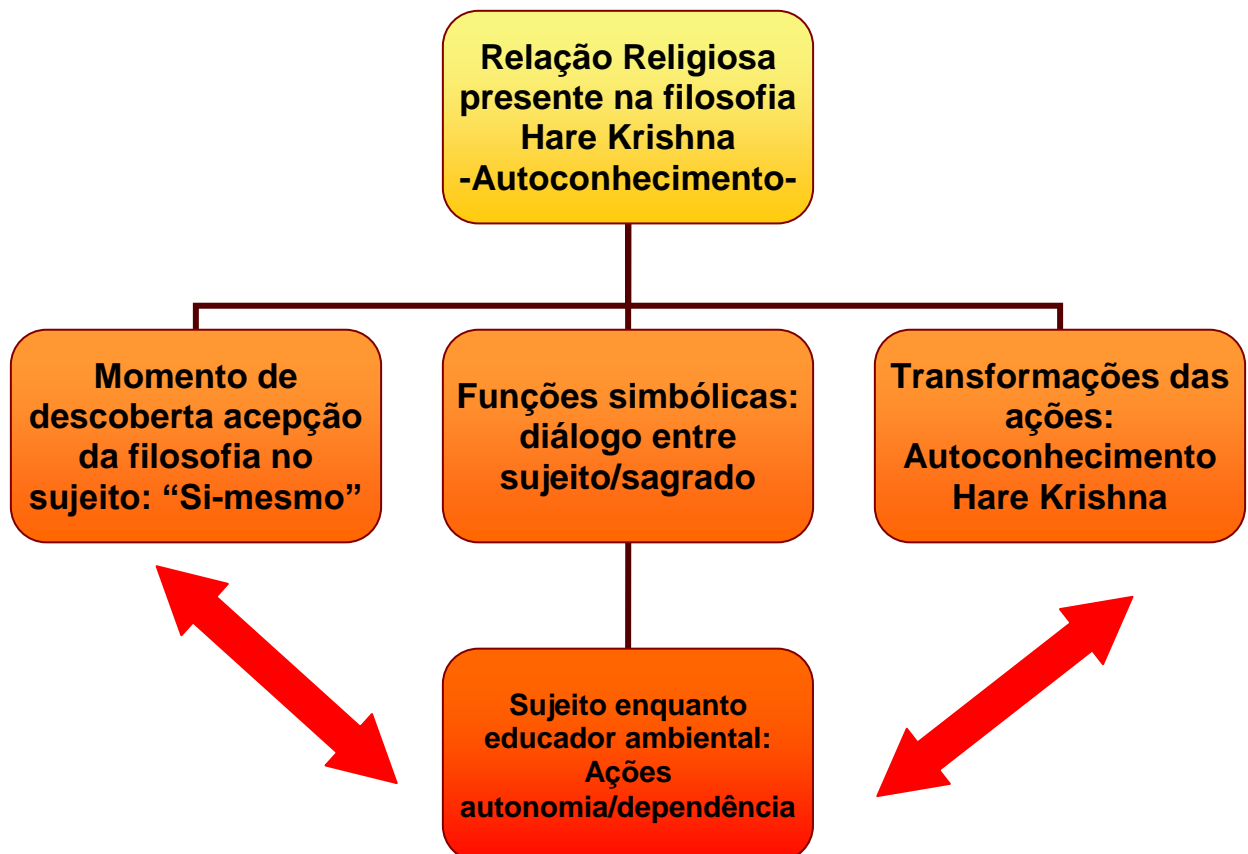 Relação Religiosa
presente na filosofia
Hare Krishna
-Autoconhecimento-
Momento de
descoberta acepção
da filosofia no
sujeito: “Si-mesmo”
Funções simbólicas:
diálogo entre
sujeito/sagrado
Transformações das
ações:
Autoconhecimento
Hare Krishna
Sujeito enquanto
educador ambiental:
Ações
autonomia/dependência